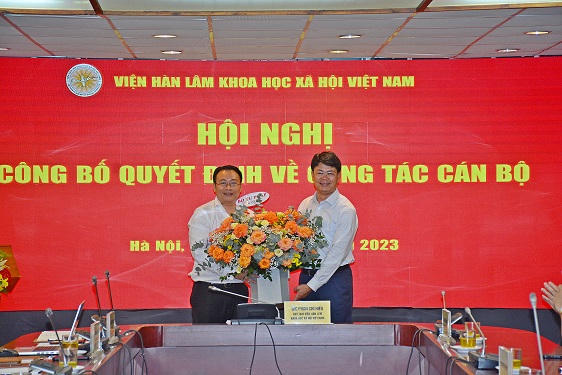 VIỆN HÀN LÂM KHOA HỌC XÃ HỘI VIỆT NAM
HỘI NGHỊ
CÔNG BỐ QUYẾT ĐỊNH VỀ CÔNG TÁC CÁN BỘ
Hà Nội, 2023